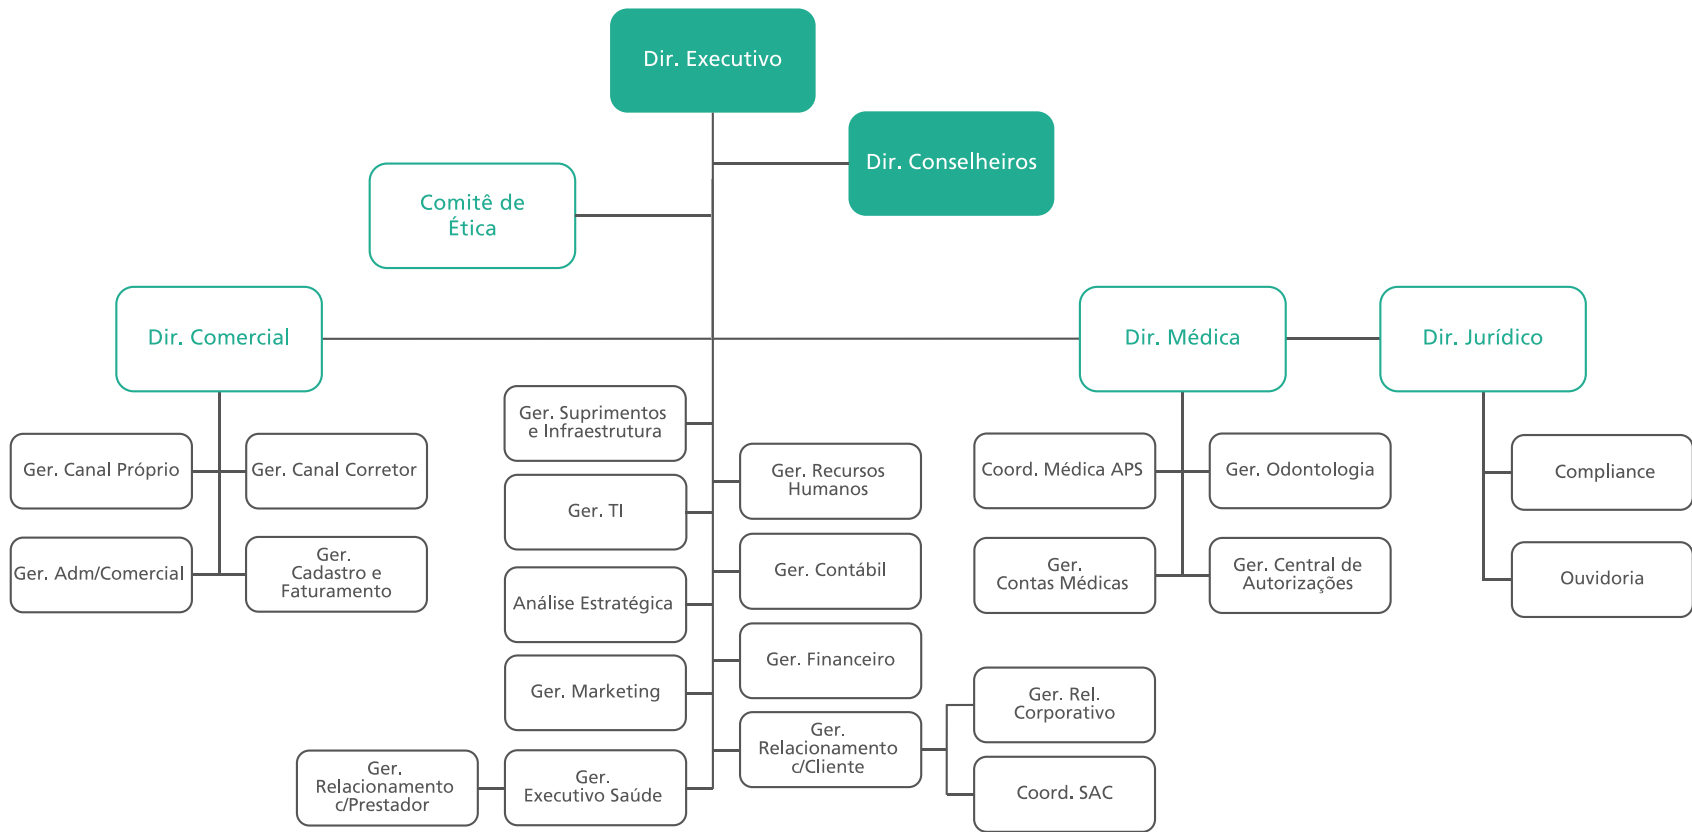 Dir. Executivo
Dir. Conselheiros
Comitê de
Ética
Dir. Comercial
Dir. Médica
Dir. Jurídico
Ger. Suprimentos
e Infraestrutura
Ger. Canal Próprio
Ger. Canal Corretor
Ger. Recursos
Humanos
Coord. Médica APS
Ger. Odontologia
Compliance
Ger. TI
Ger. Adm/Comercial
Ger.
Cadastro e
Faturamento
Ger. Contábil
Ger.
Contas Médicas
Ger. Central de
Autorizações
Ouvidoria
Análise Estratégica
Ger. Financeiro
Ger. Marketing
Ger. Rel.
Corporativo
Ger.
Relacionamento
c/Cliente
Ger.
Relacionamento
c/Prestador
Ger.
Executivo Saúde
Coord. SAC